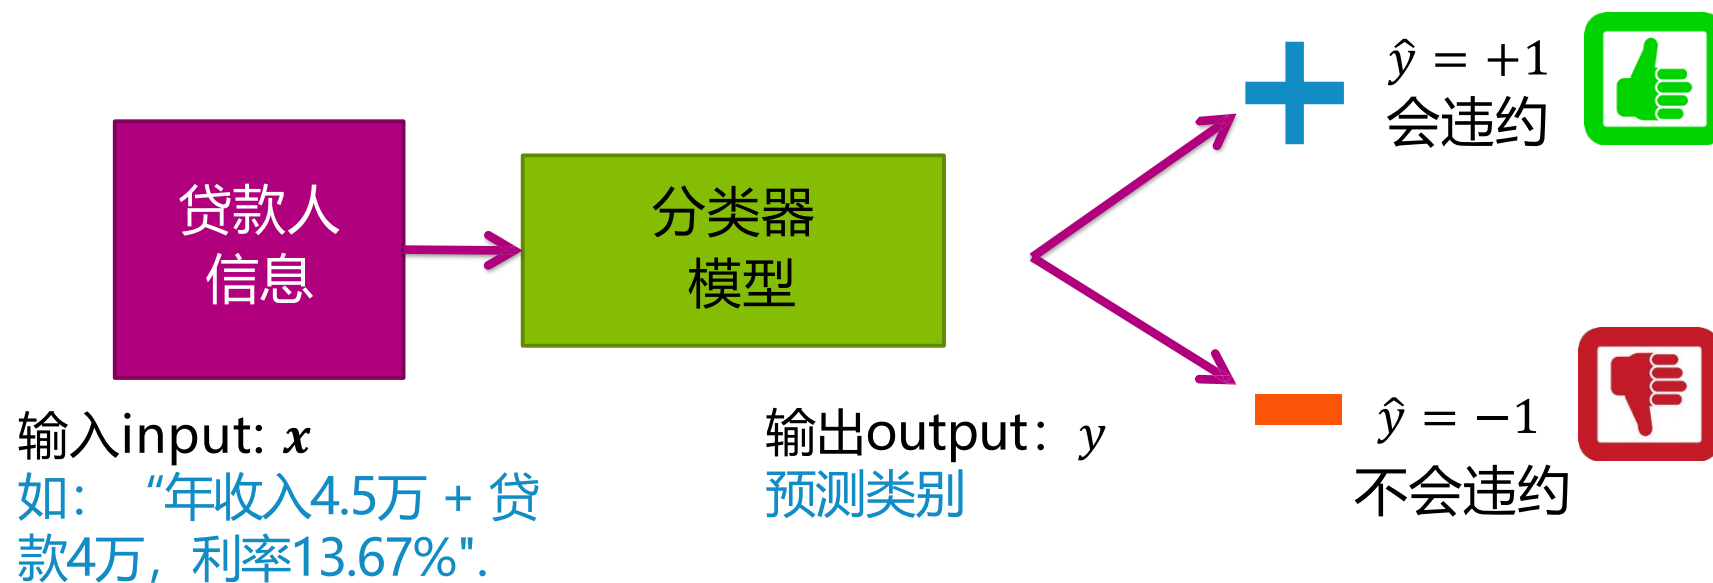 贷款人
信息
分类器
模型
ŷ = +1
会违约
ŷ = −1
不会违约
输入input: x
如： “年收入4.5万 + 贷
款4万，利率13.67%".
输出output： y
预测类别